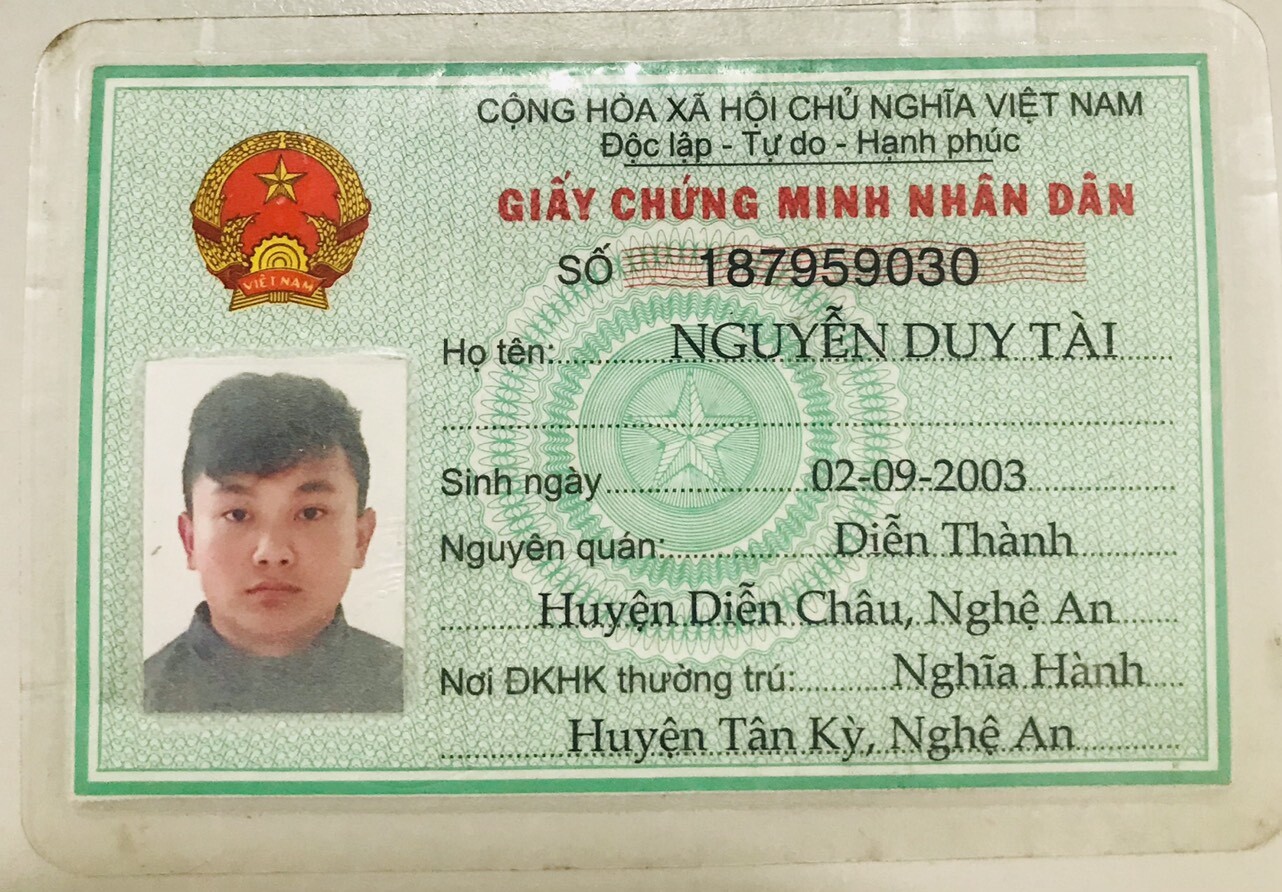 CỘNG HÒA XÃ HỘI CHỦ NGHĨA VIỆT NAM
Độc lập - Tự do - Hạnh phúc
GIẤY CHỨNG MINH NHÂN DÂN
SỐ 187959030
VIỆT NAM
Họ tên: NGUYỄN DUY TÀI
Sinh ngày 02-09-2003
Nguyên quán: Diễn Thành
Huyện Diễn Châu, Nghệ An
Nơi ĐKHK thường trú: Nghĩa Hành
Huyện Tân Kỳ, Nghệ An